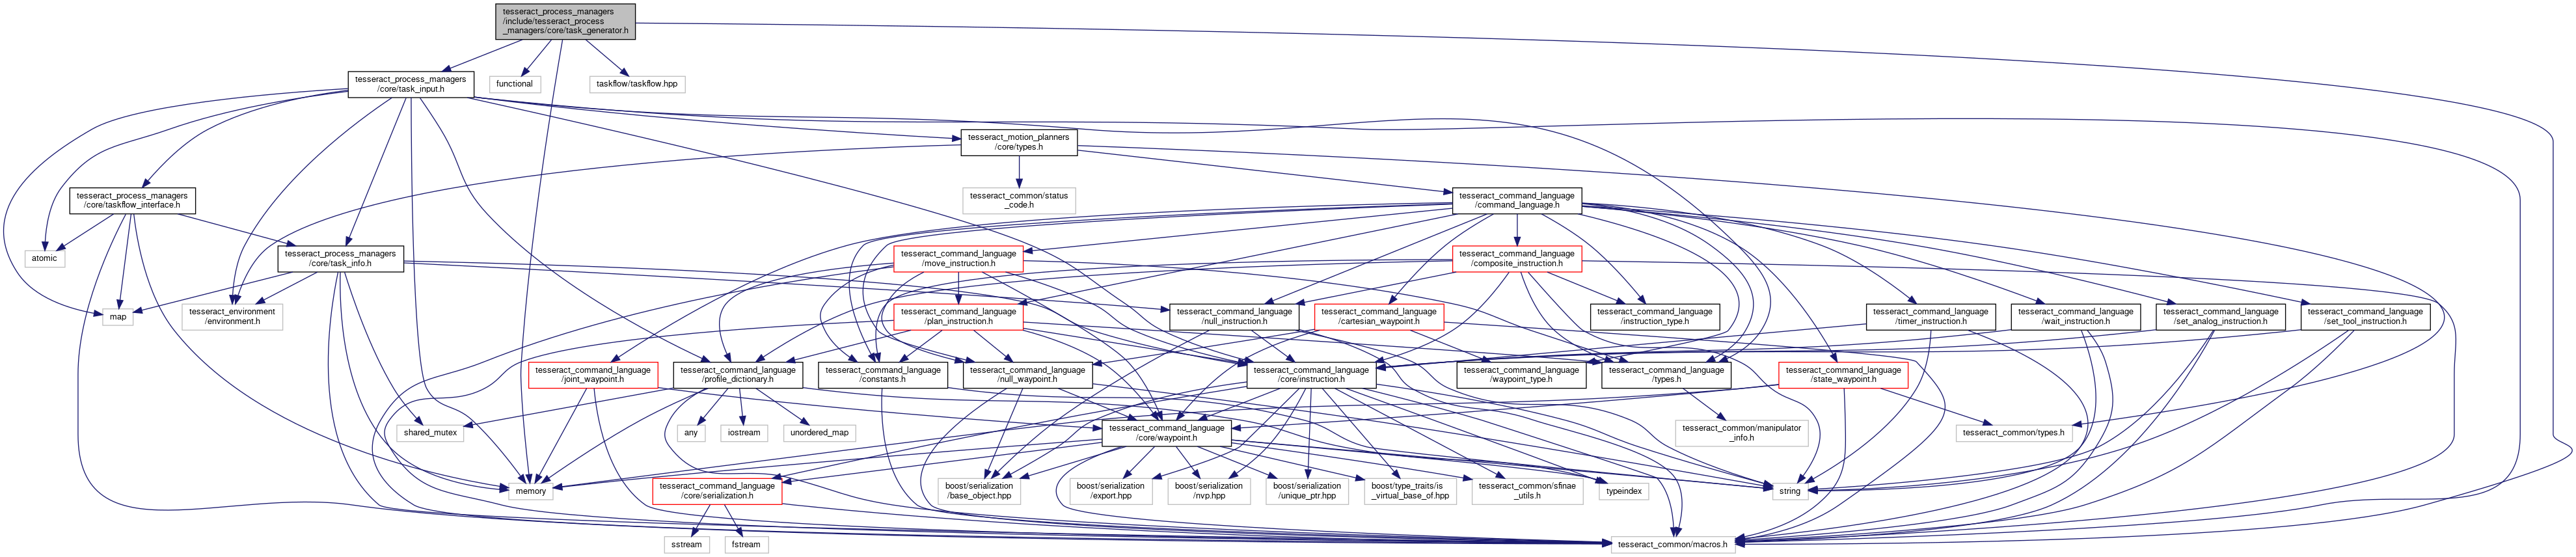 tesseract_process_managers
/include/tesseract_process
_managers/core/task_generator.h
tesseract_process_managers
/core/task_input.h
functional
taskflow/taskflow.hpp
tesseract_motion_planners
/core/types.h
tesseract_process_managers
/core/taskflow_interface.h
tesseract_common/status
_code.h
tesseract_command_language
/command_language.h
atomic
tesseract_process_managers
/core/task_info.h
tesseract_command_language
/move_instruction.h
tesseract_command_language
/composite_instruction.h
map
tesseract_environment
/environment.h
tesseract_command_language
/plan_instruction.h
tesseract_command_language
/null_instruction.h
tesseract_command_language
/cartesian_waypoint.h
tesseract_command_language
/instruction_type.h
tesseract_command_language
/timer_instruction.h
tesseract_command_language
/wait_instruction.h
tesseract_command_language
/set_analog_instruction.h
tesseract_command_language
/set_tool_instruction.h
tesseract_command_language
/joint_waypoint.h
tesseract_command_language
/profile_dictionary.h
tesseract_command_language
/constants.h
tesseract_command_language
/null_waypoint.h
tesseract_command_language
/core/instruction.h
tesseract_command_language
/waypoint_type.h
tesseract_command_language
/types.h
tesseract_command_language
/state_waypoint.h
shared_mutex
any
iostream
unordered_map
tesseract_command_language
/core/waypoint.h
tesseract_common/manipulator
_info.h
tesseract_common/types.h
memory
tesseract_command_language
/core/serialization.h
boost/serialization
/base_object.hpp
boost/serialization
/export.hpp
boost/serialization
/nvp.hpp
boost/serialization
/unique_ptr.hpp
boost/type_traits/is
_virtual_base_of.hpp
tesseract_common/sfinae
_utils.h
typeindex
string
sstream
fstream
tesseract_common/macros.h